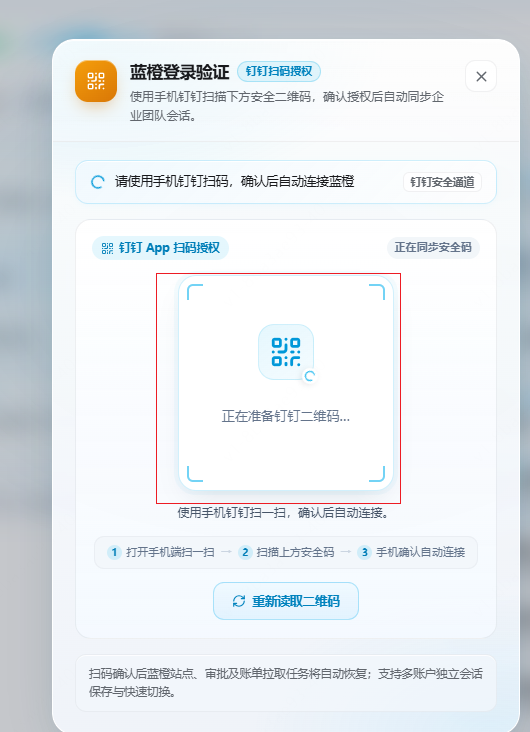 蓝橙登录验证 钉钉扫码授权
使用手机钉钉扫描下方安全二维码，确认授权后自动同步企
业团队会话。
请使用手机钉钉扫码，确认后自动连接蓝橙 钉钉安全通道
钉钉 App 扫码授权 正在同步安全码
正在准备钉钉二维码...
使用手机钉钉扫一扫，确认后自动连接。
1 打开手机端扫一扫 → 2 扫描上方安全码 → 3 手机确认自动连接
重新读取二维码
扫码确认后蓝橙站点、审批及账单拉取任务将自动恢复；支持多账户独立会话
保存与快速切换。